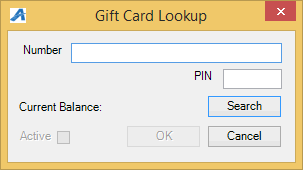 Gift Card Lookup
Number
PIN
Current Balance:
Search
Active
OK
Cancel